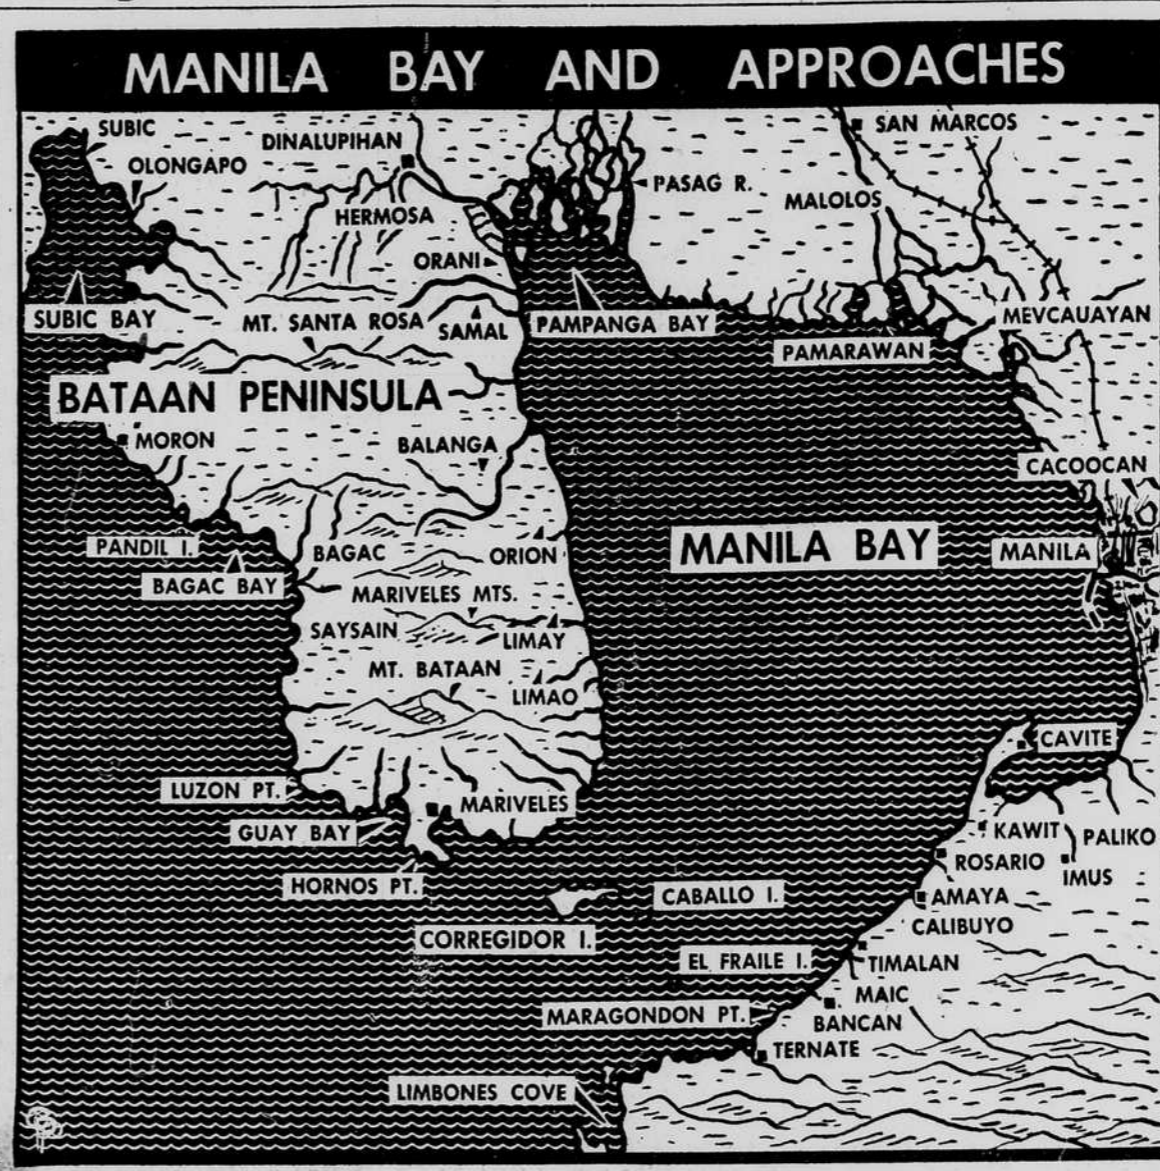 MANILA BAY AND APPROACHES
SUBIC
OLONGAPO
DINALUPIHAN
SAN MARCOS
PASAG R.
MALOLOS
HERMOSA
ORANI
SUBIC BAY
MT. SANTA ROSA
SAMAL
PAMPANGA BAY
MEVCAUAYAN
PAMARAWAN
BATAAN PENINSULA
MORON
BALANGA
CACOOCAN
PANDIL I.
BAGAC
ORION
MANILA BAY
MANILA
BAGAC BAY
MARIVELES MTS.
SAYSAIN
LIMAY
MT. BATAAN
LIMAO
CAVITE
LUZON PT.
MARIVELES
GUAY BAY
KAWIT
PALIKO
ROSARIO
IMUS
HORNOS PT.
CABALLO I.
AMAYA
CALIBUYO
CORREGIDOR I.
EL FRAILE I.
TIMALAN
MAIC
MARAGONDON PT.
BANCAN
TERNATE
LIMBONES COVE